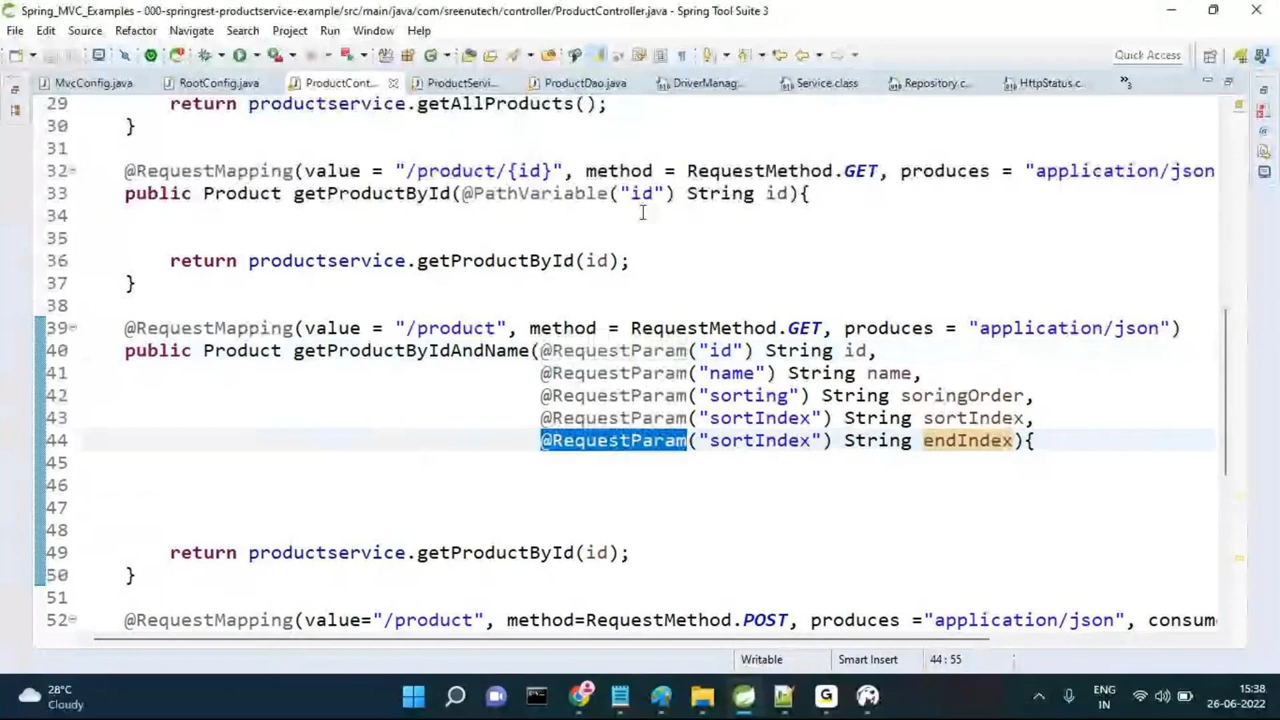 Spring_MVC_Examples - 000-springrest-productservice-example/src/main/java/com/sreenutech/controller/ProductController.java - Spring Tool Suite 3
File Edit Source Refactor Navigate Search Project Run Window Help
Quick Access
MvcConfig.java RootConfig.java ProductCont... ProductServi... ProductDao.java DriverManag... Service.class Repository.c... HttpStatus.c...
29 return productservice.getAllProducts();
30 }
31
32 @RequestMapping(value = "/product/{id}", method = RequestMethod.GET, produces = "application/json
33 public Product getProductById(@PathVariable("id") String id){
34
35
36 return productservice.getProductById(id);
37 }
38
39 @RequestMapping(value = "/product", method = RequestMethod.GET, produces = "application/json")
40 public Product getProductByIdAndName(@RequestParam("id") String id,
41 @RequestParam("name") String name,
42 @RequestParam("sorting") String soringOrder,
43 @RequestParam("sortIndex") String sortIndex,
44 @RequestParam("sortIndex") String endIndex){
45
46
47
48
49 return productservice.getProductById(id);
50 }
51
52 @RequestMapping(value="/product", method=RequestMethod.POST, produces ="application/json", consum
Writable Smart Insert 44 : 55
28°C
Cloudy
ENG
IN
15:38
26-06-2022